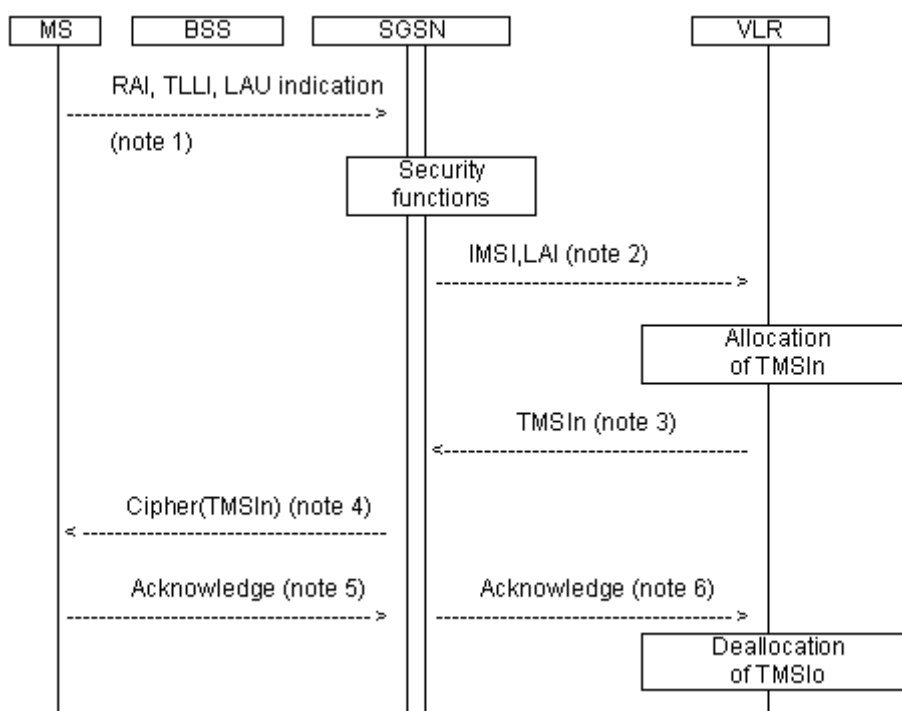 MS BSS SGSN VLR
RAI, TLLI, LAU indication
(note 1)
Security
functions
IMSI,LAI (note 2)
Allocation
of TMSIn
TMSIn (note 3)
Cipher(TMSIn) (note 4)
Acknowledge (note 5) Acknowledge (note 6)
Deallocation
of TMSIo